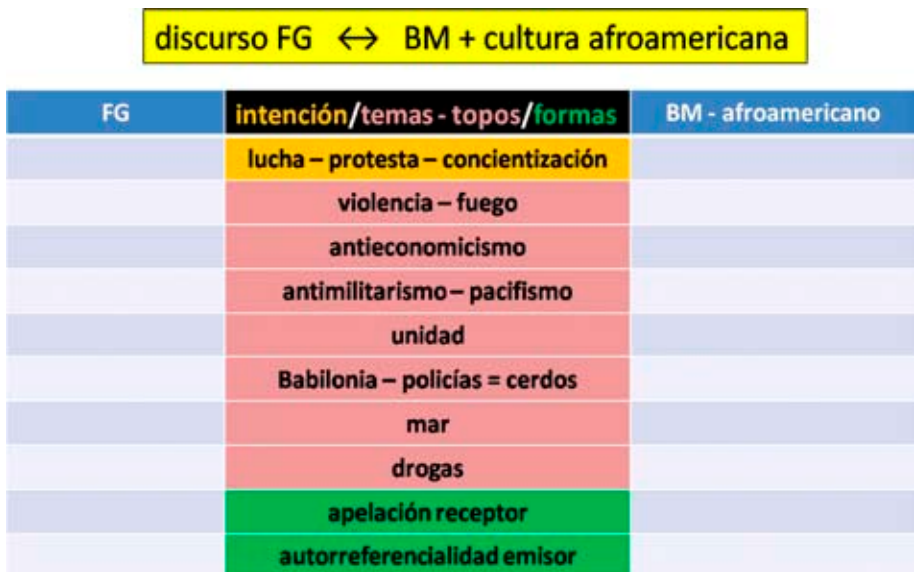 discurso FG ↔ BM + cultura afroamericana
FG intención/temas - topos/formas BM - afroamericano
lucha – protesta – concientización
violencia – fuego
antieconomicismo
antimilitarismo – pacifismo
unidad
Babilonia – policías = cerdos
mar
drogas
apelación receptor
autorreferencialidad emisor